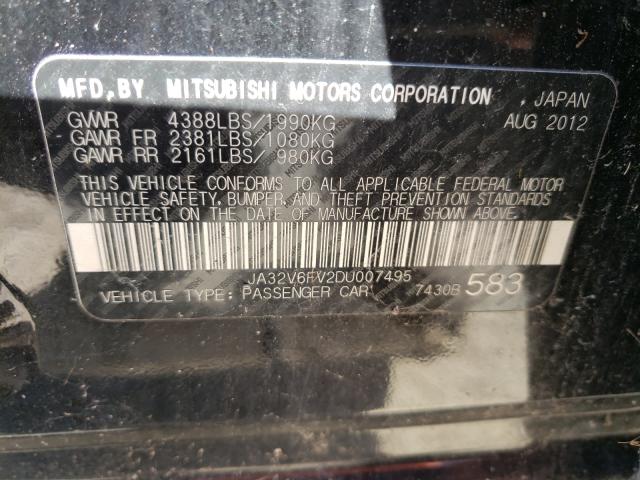 MFD,BY MITSUBISHI MOTORS CORPORATION , JAPAN
GVWR 4388LBS/1990KG AUG 2012
GAWR FR 2381LBS/1080KG
GAWR RR 2161LBS/ 980KG
THIS VEHICLE CONFORMS TO ALL APPLICABLE FEDERAL MOTOR
VEHICLE SAFETY, BUMPER, AND THEFT PREVENTION STANDARDS
IN EFFECT ON THE DATE OF MANUFACTURE SHOWN ABOVE.
JA32V6FV2DU007495
VEHICLE TYPE: PASSENGER CAR 7430B 583